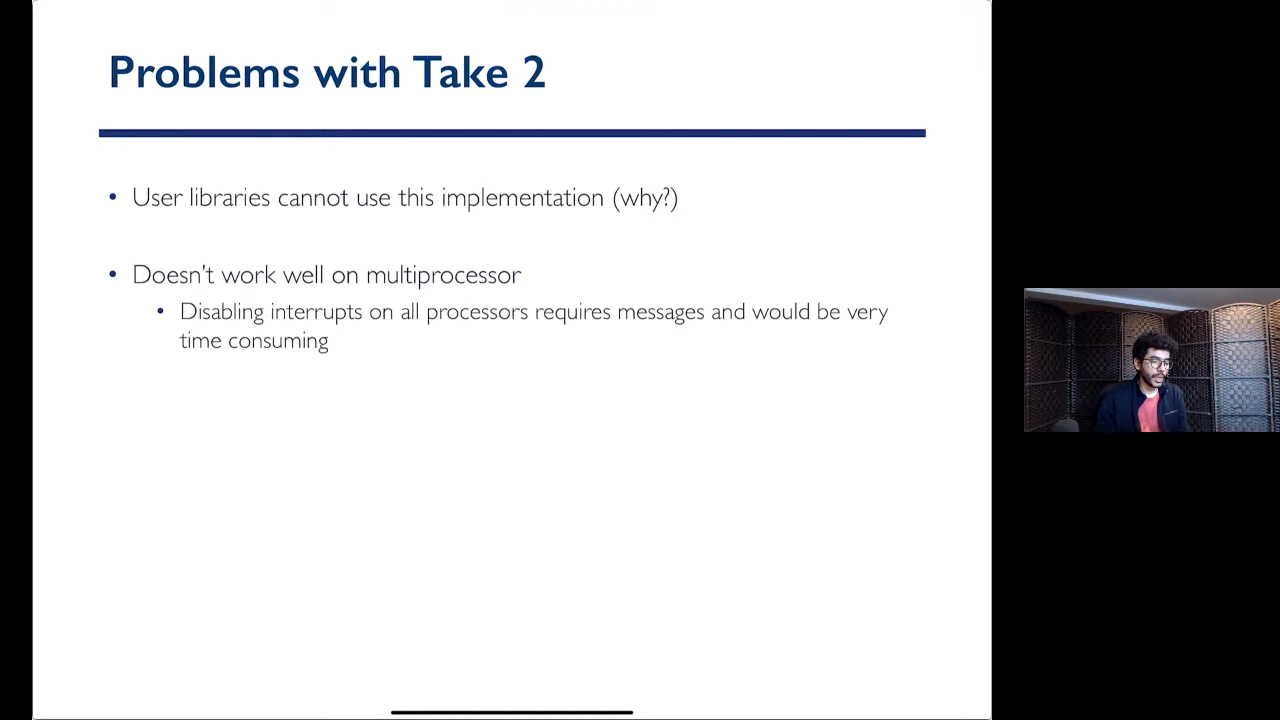 Problems with Take 2
• User libraries cannot use this implementation (why?)
• Doesn't work well on multiprocessor
• Disabling interrupts on all processors requires messages and would be very
time consuming